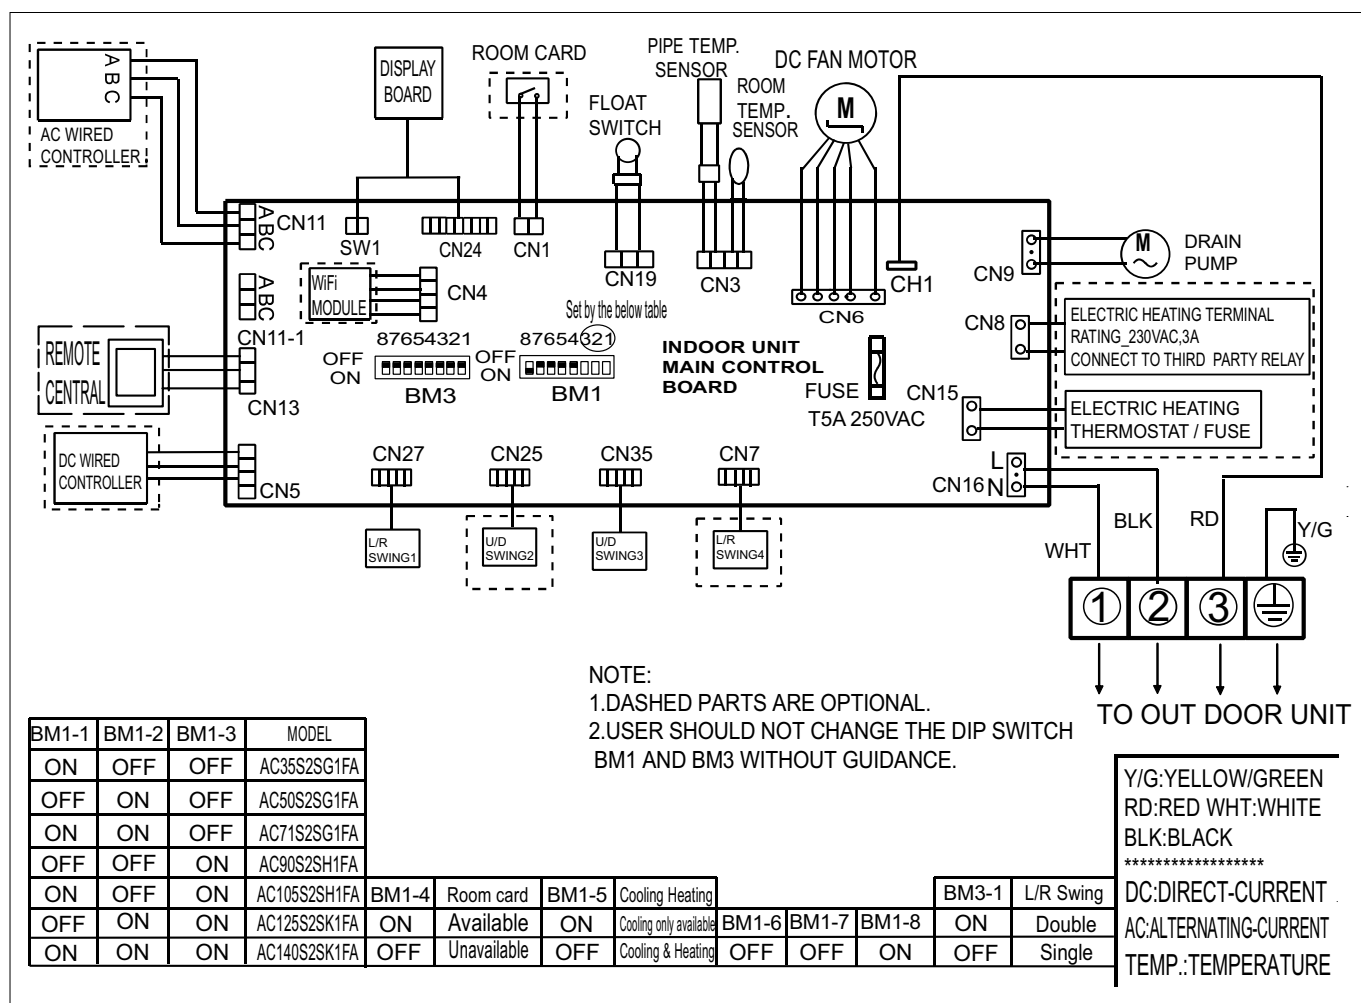 A B C
AC WIRED
CONTROLLER
DISPLAY
BOARD
ROOM CARD
FLOAT
SWITCH
PIPE TEMP.
SENSOR
ROOM
TEMP.
SENSOR
DC FAN MOTOR
M
A
B
C
CN11
SW1
CN24
CN1
CN19
CN3
CN6
CH1
CN9
M
DRAIN
PUMP
A
B
C
CN11-1
WiFi
MODULE
CN4
Set by the below table
87654321
OFF
ON
BM3
87654321
OFF
ON
BM1
INDOOR UNIT
MAIN CONTROL
BOARD
FUSE
T5A 250VAC
CN8
ELECTRIC HEATING TERMINAL
RATING_230VAC,3A
CONNECT TO THIRD PARTY RELAY
CN15
ELECTRIC HEATING
THERMOSTAT / FUSE
REMOTE
CENTRAL
CN13
DC WIRED
CONTROLLER
CN5
CN27
CN25
CN35
CN7
L
CN16 N
L/R
SWING1
U/D
SWING2
U/D
SWING3
L/R
SWING4
WHT
BLK
RD
Y/G
1 2 3
TO OUT DOOR UNIT
NOTE:
1.DASHED PARTS ARE OPTIONAL.
2.USER SHOULD NOT CHANGE THE DIP SWITCH
BM1 AND BM3 WITHOUT GUIDANCE.
BM1-1 BM1-2 BM1-3 MODEL
ON OFF OFF AC35S2SG1FA
OFF ON OFF AC50S2SG1FA
ON ON OFF AC71S2SG1FA
OFF OFF ON AC90S2SH1FA
ON OFF ON AC105S2SH1FA BM1-4 Room card BM1-5 Cooling Heating BM3-1 L/R Swing
OFF ON ON AC125S2SK1FA ON Available ON Cooling only available BM1-6 BM1-7 BM1-8 ON Double
ON ON ON AC140S2SK1FA OFF Unavailable OFF Cooling & Heating OFF OFF ON OFF Single
Y/G:YELLOW/GREEN
RD:RED WHT:WHITE
BLK:BLACK
******************
DC:DIRECT-CURRENT
AC:ALTERNATING-CURRENT
TEMP.:TEMPERATURE